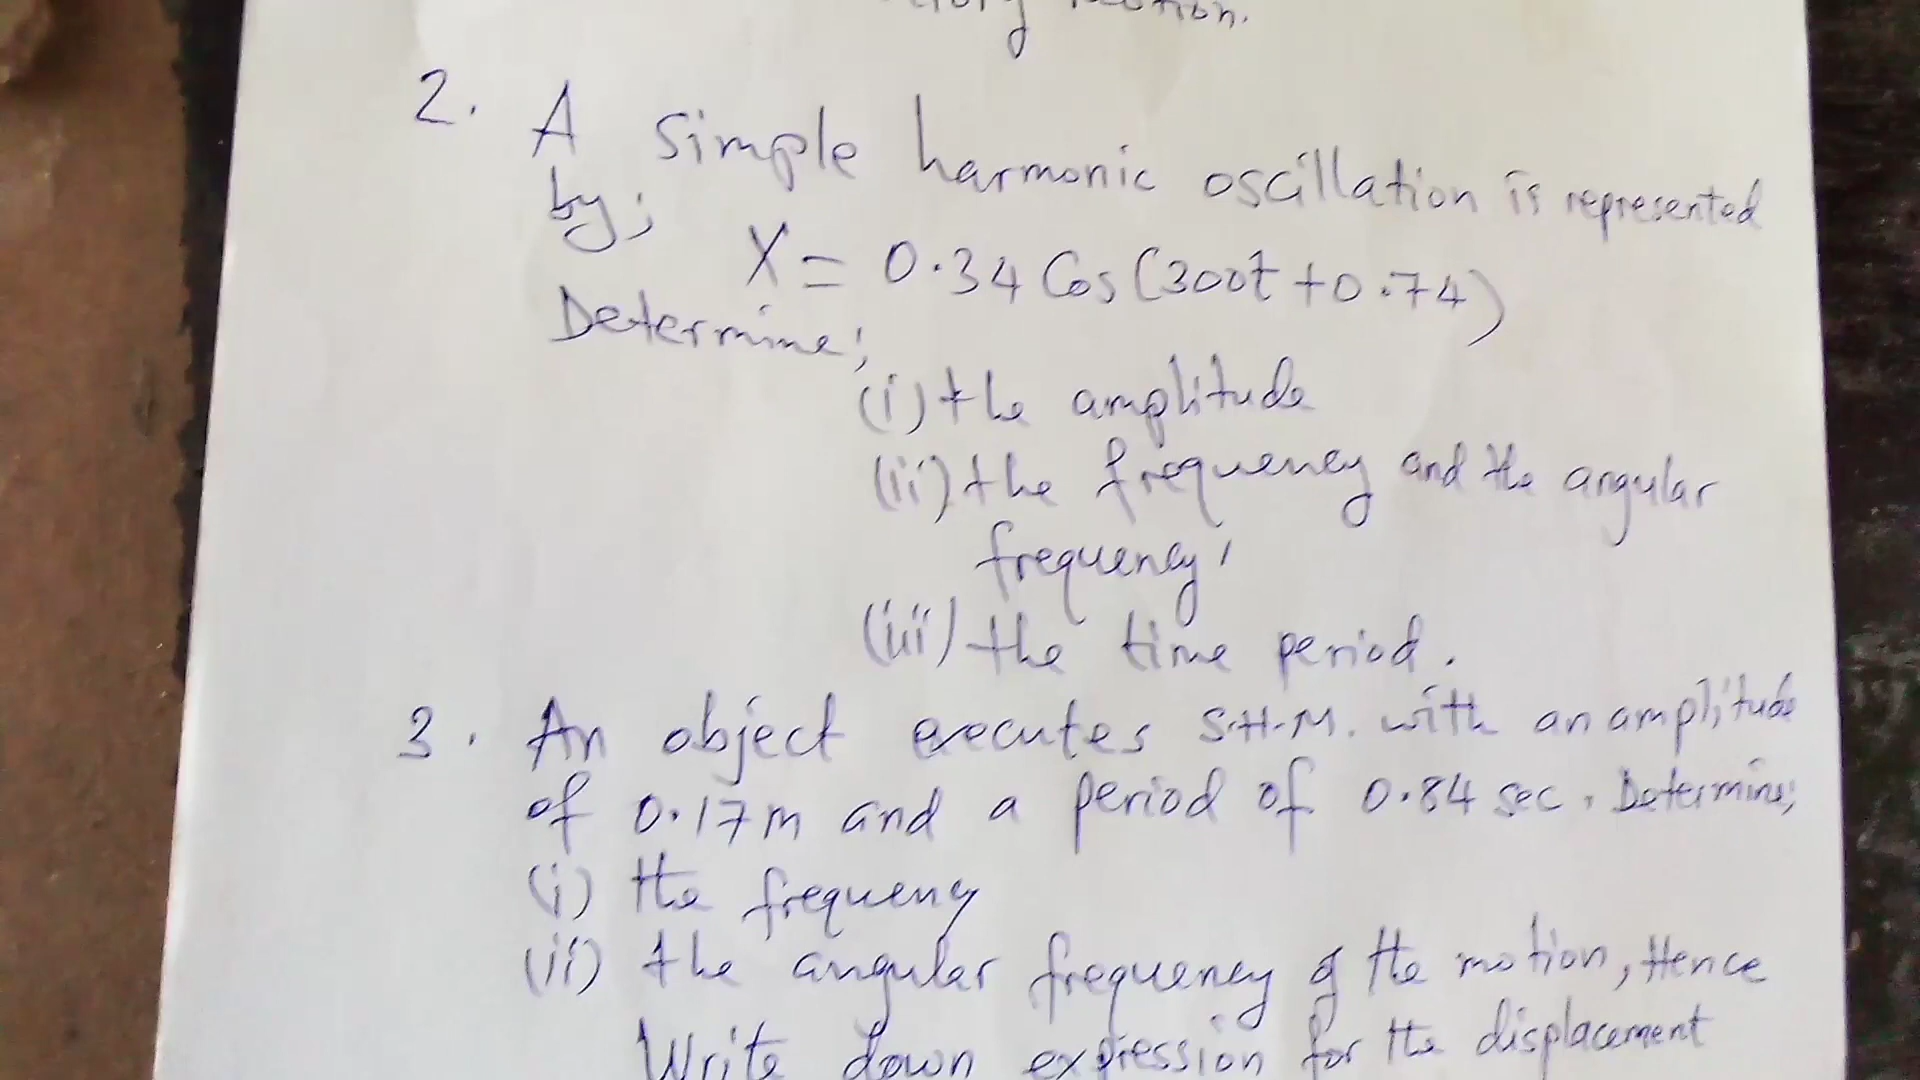 motion.
2. A simple harmonic oscillation is represented
by;
X = 0.34 Cos(300t + 0.74)
Determine;
(i) the amplitude
(ii) the frequency and the angular
frequency,
(iii) the time period.
3. An object executes S.H.M. with an amplitude
of 0.17m and a period of 0.84 sec. Determine;
(i) the frequency
(ii) the angular frequency of the motion, Hence
Write down expression for the displacement